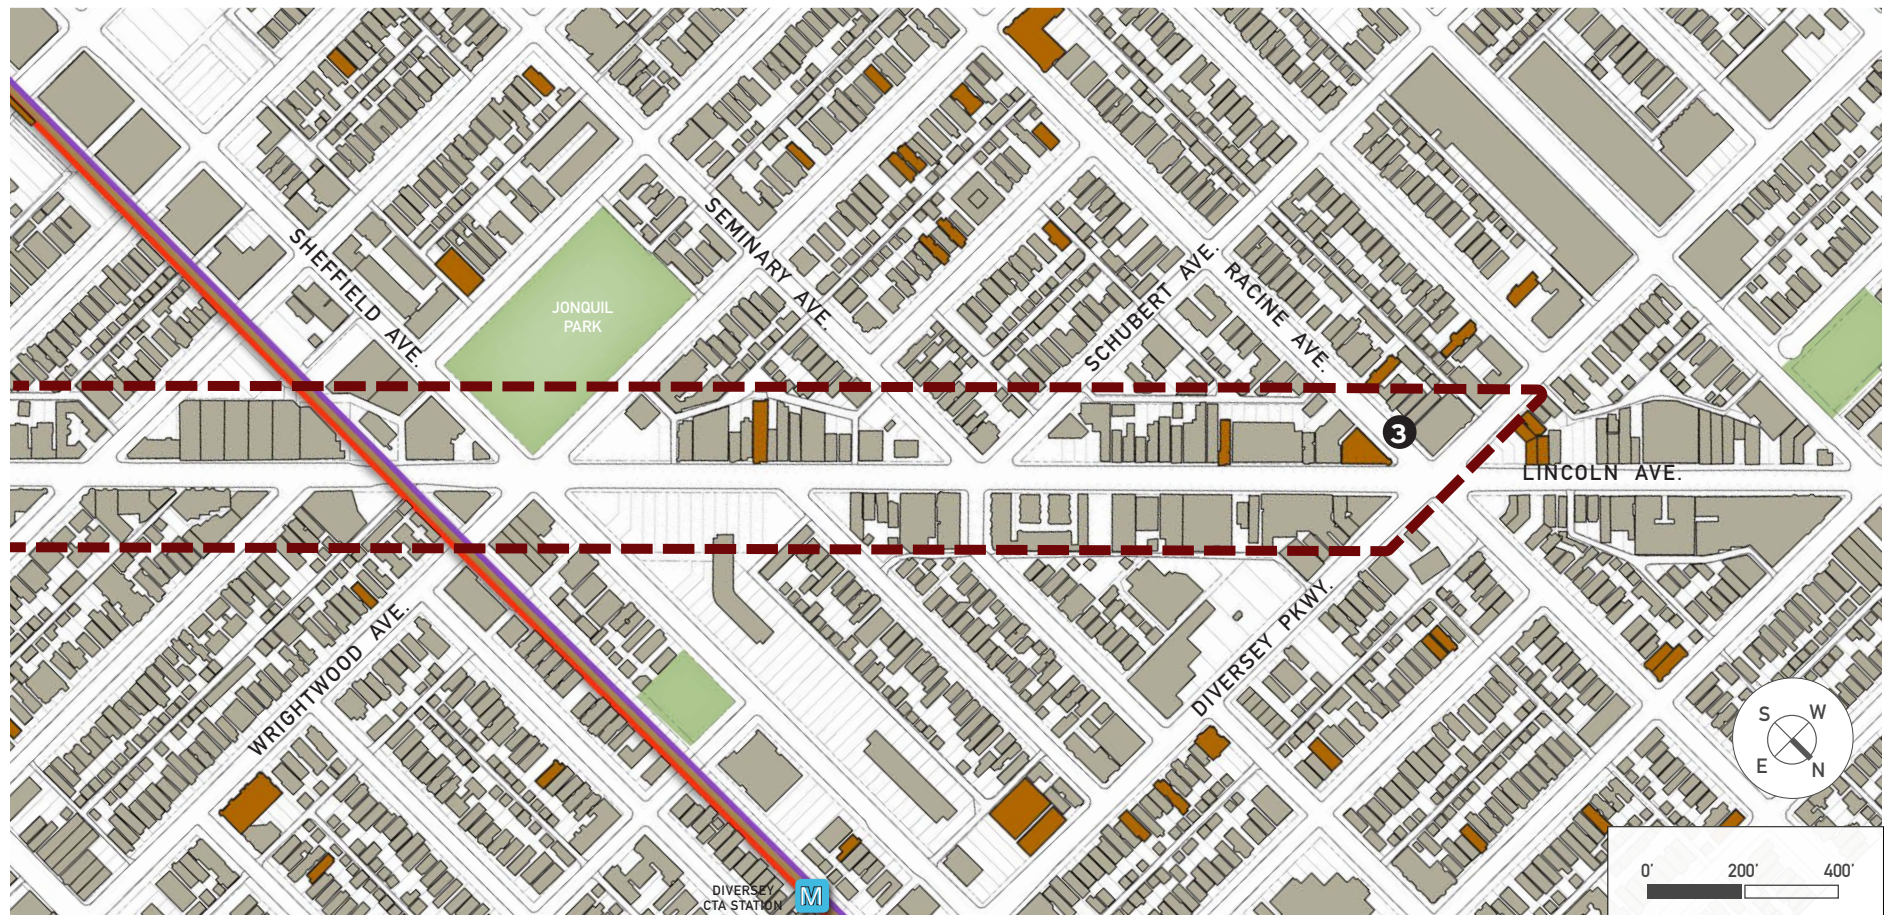 SHEFFIELD AVE.
SEMINARY AVE.
SCHUBERT AVE.
RACINE AVE.
JONQUIL
PARK
3
LINCOLN AVE.
WRIGHTWOOD AVE.
DIVERSEY PKWY.
S W
E N
DIVERSEY
CTA STATION
M
0' 200' 400'